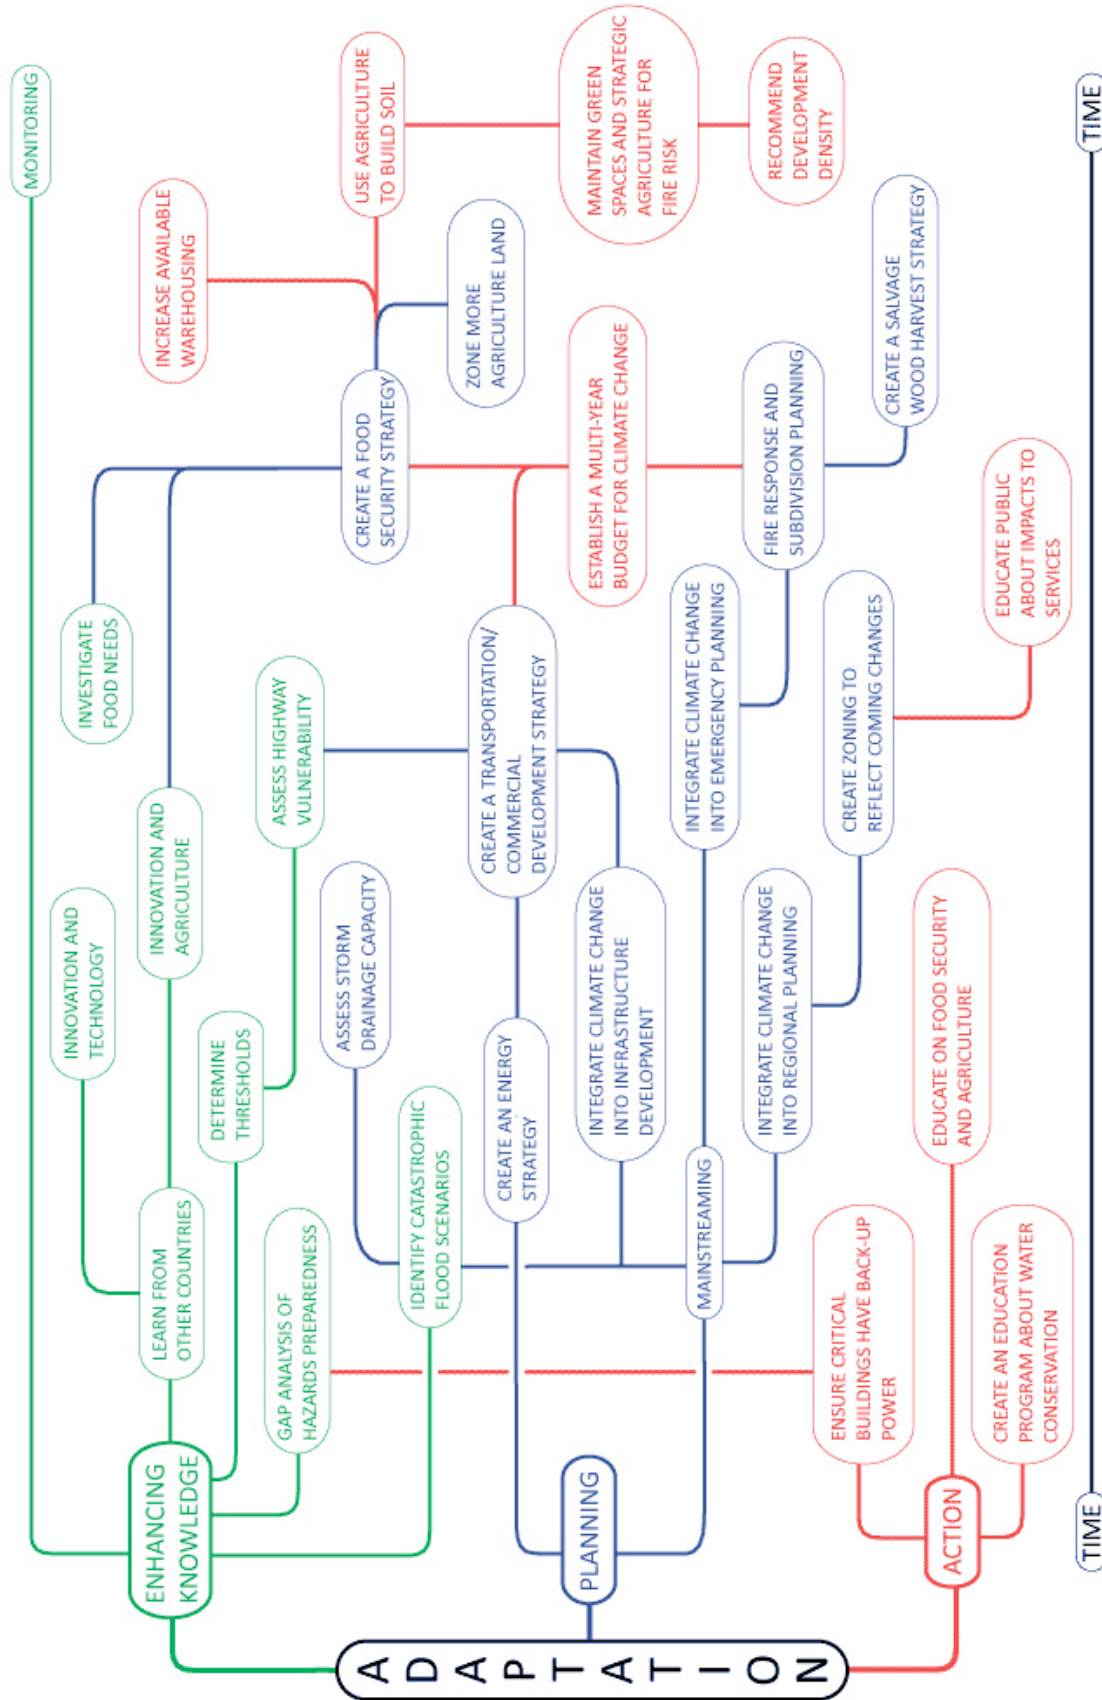 ADAPTATION
ENHANCING
KNOWLEDGE
MONITORING
LEARN FROM
OTHER COUNTRIES
INNOVATION AND
TECHNOLOGY
INNOVATION AND
AGRICULTURE
INVESTIGATE
FOOD NEEDS
DETERMINE
THRESHOLDS
ASSESS HIGHWAY
VULNERABILITY
GAP ANALYSIS OF
HAZARDS PREPAREDNESS
IDENTIFY CATASTROPHIC
FLOOD SCENARIOS
ASSESS STORM
DRAINAGE CAPACITY
CREATE A FOOD
SECURITY STRATEGY
INCREASE AVAILABLE
WAREHOUSING
USE AGRICULTURE
TO BUILD SOIL
ZONE MORE
AGRICULTURE LAND
MAINTAIN GREEN
SPACES AND STRATEGIC
AGRICULTURE FOR
FIRE RISK
RECOMMEND
DEVELOPMENT
DENSITY
PLANNING
CREATE AN ENERGY
STRATEGY
CREATE A TRANSPORTATION/
COMMERCIAL
DEVELOPMENT STRATEGY
ESTABLISH A MULTI-YEAR
BUDGET FOR CLIMATE CHANGE
INTEGRATE CLIMATE CHANGE
INTO INFRASTRUCTURE
DEVELOPMENT
MAINSTREAMING
INTEGRATE CLIMATE CHANGE
INTO EMERGENCY PLANNING
FIRE RESPONSE AND
SUBDIVISION PLANNING
CREATE A SALVAGE
WOOD HARVEST STRATEGY
INTEGRATE CLIMATE CHANGE
INTO REGIONAL PLANNING
CREATE ZONING TO
REFLECT COMING CHANGES
EDUCATE PUBLIC
ABOUT IMPACTS TO
SERVICES
ACTION
ENSURE CRITICAL
BUILDINGS HAVE BACK-UP
POWER
EDUCATE ON FOOD SECURITY
AND AGRICULTURE
CREATE AN EDUCATION
PROGRAM ABOUT WATER
CONSERVATION
TIME
TIME